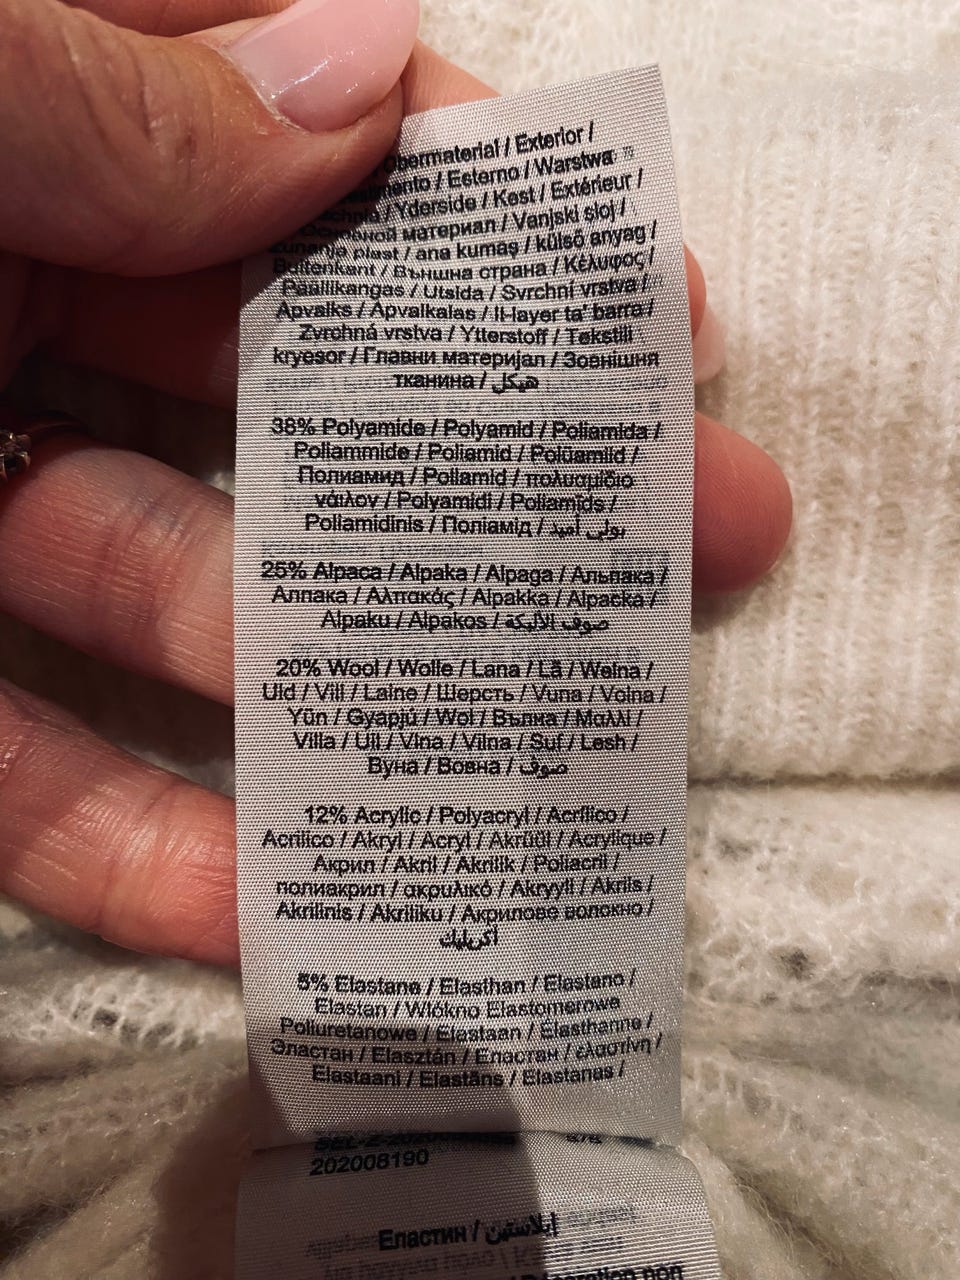 Obermaterial / Exterior /
/ Esterno / Warstwa
/ Yderside / Kest / Extérieur /
Основной материал / Vanjski sloj /
Zunanja plast / ana kumaş / külső anyag /
Buitenkant / Външна страна / Κέλυφος /
Päällikangas / Utsida / Svrchní vrstva /
Apvalks / Apvalkalas / Il-layer ta' barra /
Zvrchná vrstva / Ytterstoff / Tekstili
kryesor / Главни материјал / Зовнішня
тканина / هيكل
38% Polyamide / Polyamid / Poliamida /
Poliammide / Poliamid / Polüamiid /
Полиамид / Poliamid / πολυαμίδιο
νάιλον / Polyamidi / Poliamīds /
Poliamidinis / Поліамід / بولي أميد
25% Alpaca / Alpaka / Alpaga / Альпака /
Алпака / Αλπακάς / Alpakka / Alpacka /
Alpaku / Alpakos / صوف الألبكة
20% Wool / Wolle / Lana / Lã / Wełna /
Uld / Vill / Laine / Шерсть / Vuna / Volna /
Yün / Gyapjú / Wol / Вълна / Μαλλί /
Villa / Ull / Vlna / Vilna / Suf / Lesh /
Вуна / Вовна / صوف
12% Acrylic / Polyacryl / Acrílico /
Acrilico / Akryl / Acryl / Akrüül / Acrylique /
Акрил / Akril / Akrilik / Poliacril /
полиакрил / ακρυλικό / Akryyli / Akrils /
Akrilinis / Akriliku / Акрилове волокно /
أكريليك
5% Elastane / Elasthan / Elastano /
Elastan / Włókno Elastomerowe
Poliuretanowe / Elastaan / Élasthanne /
Эластан / Elasztán / Еластан / ελαστίνη /
Elastaani / Elastāns / Elastanas /
202008190
Еластин / إيلاستين
/ Décoration non